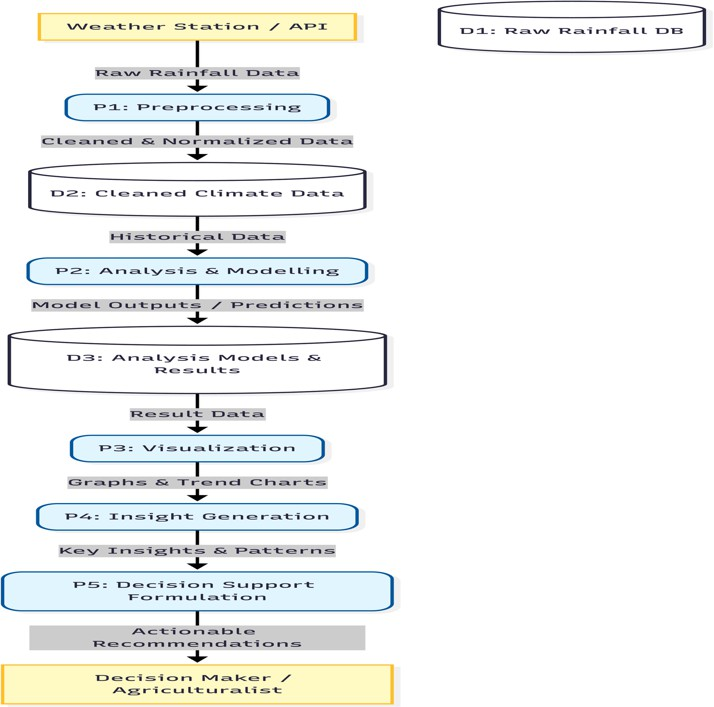 Weather Station / API
D1: Raw Rainfall DB
Raw Rainfall Data
P1: Preprocessing
Cleaned & Normalized Data
D2: Cleaned Climate Data
Historical Data
P2: Analysis & Modelling
Model Outputs / Predictions
D3: Analysis Models &
Results
Result Data
P3: Visualization
Graphs & Trend Charts
P4: Insight Generation
Key Insights & Patterns
P5: Decision Support
Formulation
Actionable
Recommendations
Decision Maker /
Agriculturalist